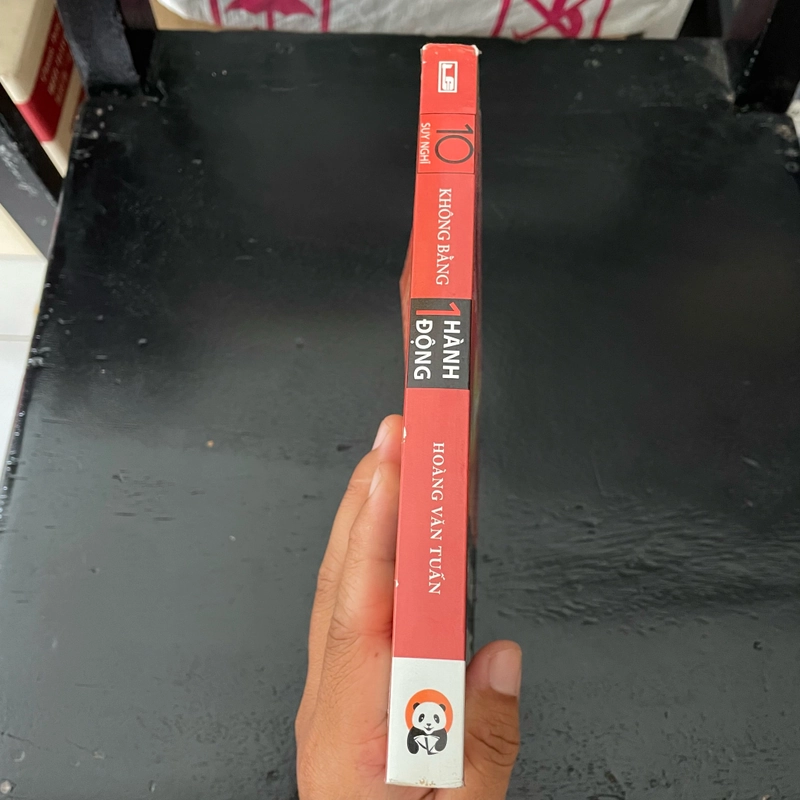 10
SUY NGHĨ
KHÔNG BẰNG
1 HÀNH
ĐỘNG
HOÀNG VĂN TUẤN